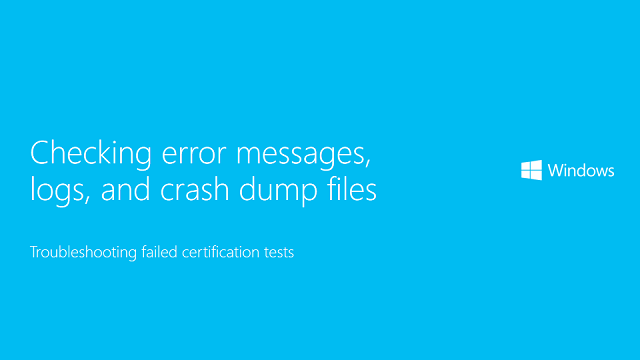 Checking error messages,
logs, and crash dump files
Windows
Troubleshooting failed certification tests